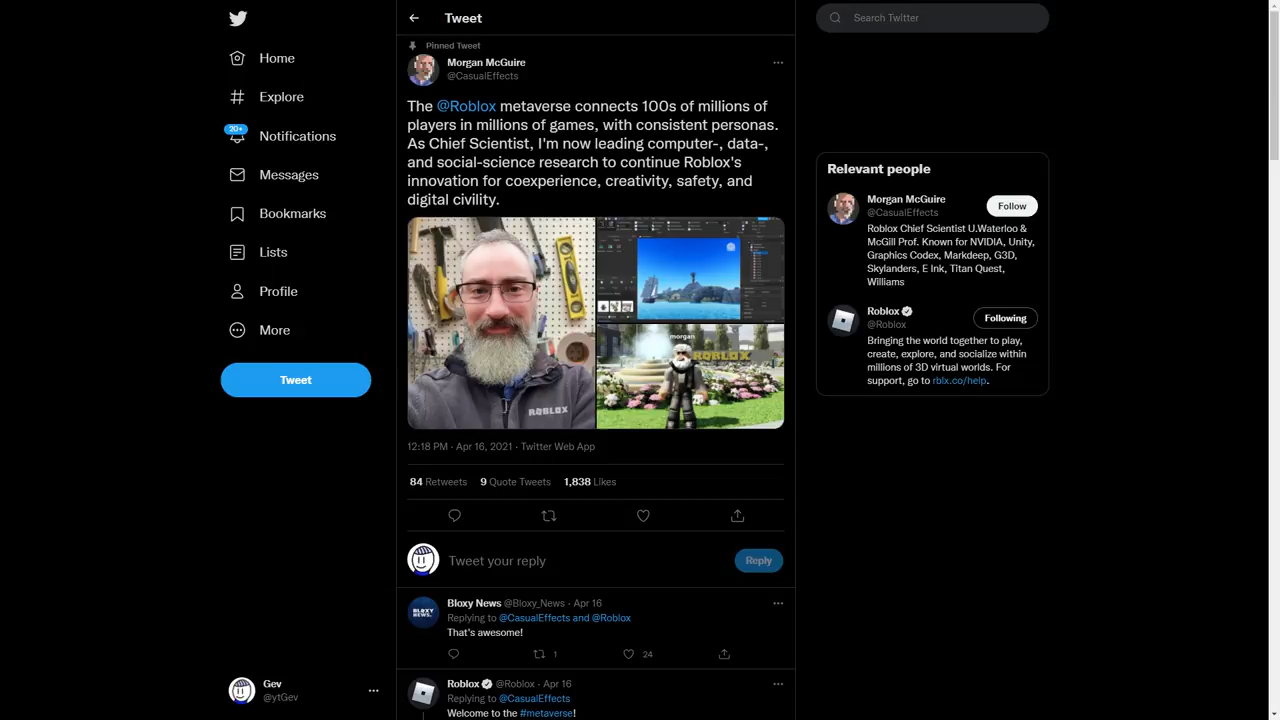 Tweet
Search Twitter
Home
Explore
20+
Notifications
Messages
Bookmarks
Lists
Profile
More
Tweet
Pinned Tweet
Morgan McGuire
@CasualEffects
The @Roblox metaverse connects 100s of millions of
players in millions of games, with consistent personas.
As Chief Scientist, I'm now leading computer-, data-,
and social-science research to continue Roblox's
innovation for coexperience, creativity, safety, and
digital civility.
ROBLOX
morgan
ROBLOX
12:18 PM · Apr 16, 2021 · Twitter Web App
84 Retweets 9 Quote Tweets 1,838 Likes
Tweet your reply
Reply
Bloxy News @Bloxy_News · Apr 16
BLOXY
NEWS.
Replying to @CasualEffects and @Roblox
That's awesome!
1
24
Roblox @Roblox · Apr 16
Replying to @CasualEffects
Welcome to the #metaverse!
Relevant people
Morgan McGuire
@CasualEffects
Follow
Roblox Chief Scientist U.Waterloo &
McGill Prof. Known for NVIDIA, Unity,
Graphics Codex, Markdeep, G3D,
Skylanders, E Ink, Titan Quest,
Williams
Roblox
@Roblox
Following
Bringing the world together to play,
create, explore, and socialize within
millions of 3D virtual worlds. For
support, go to rblx.co/help.
Gev
@ytGev